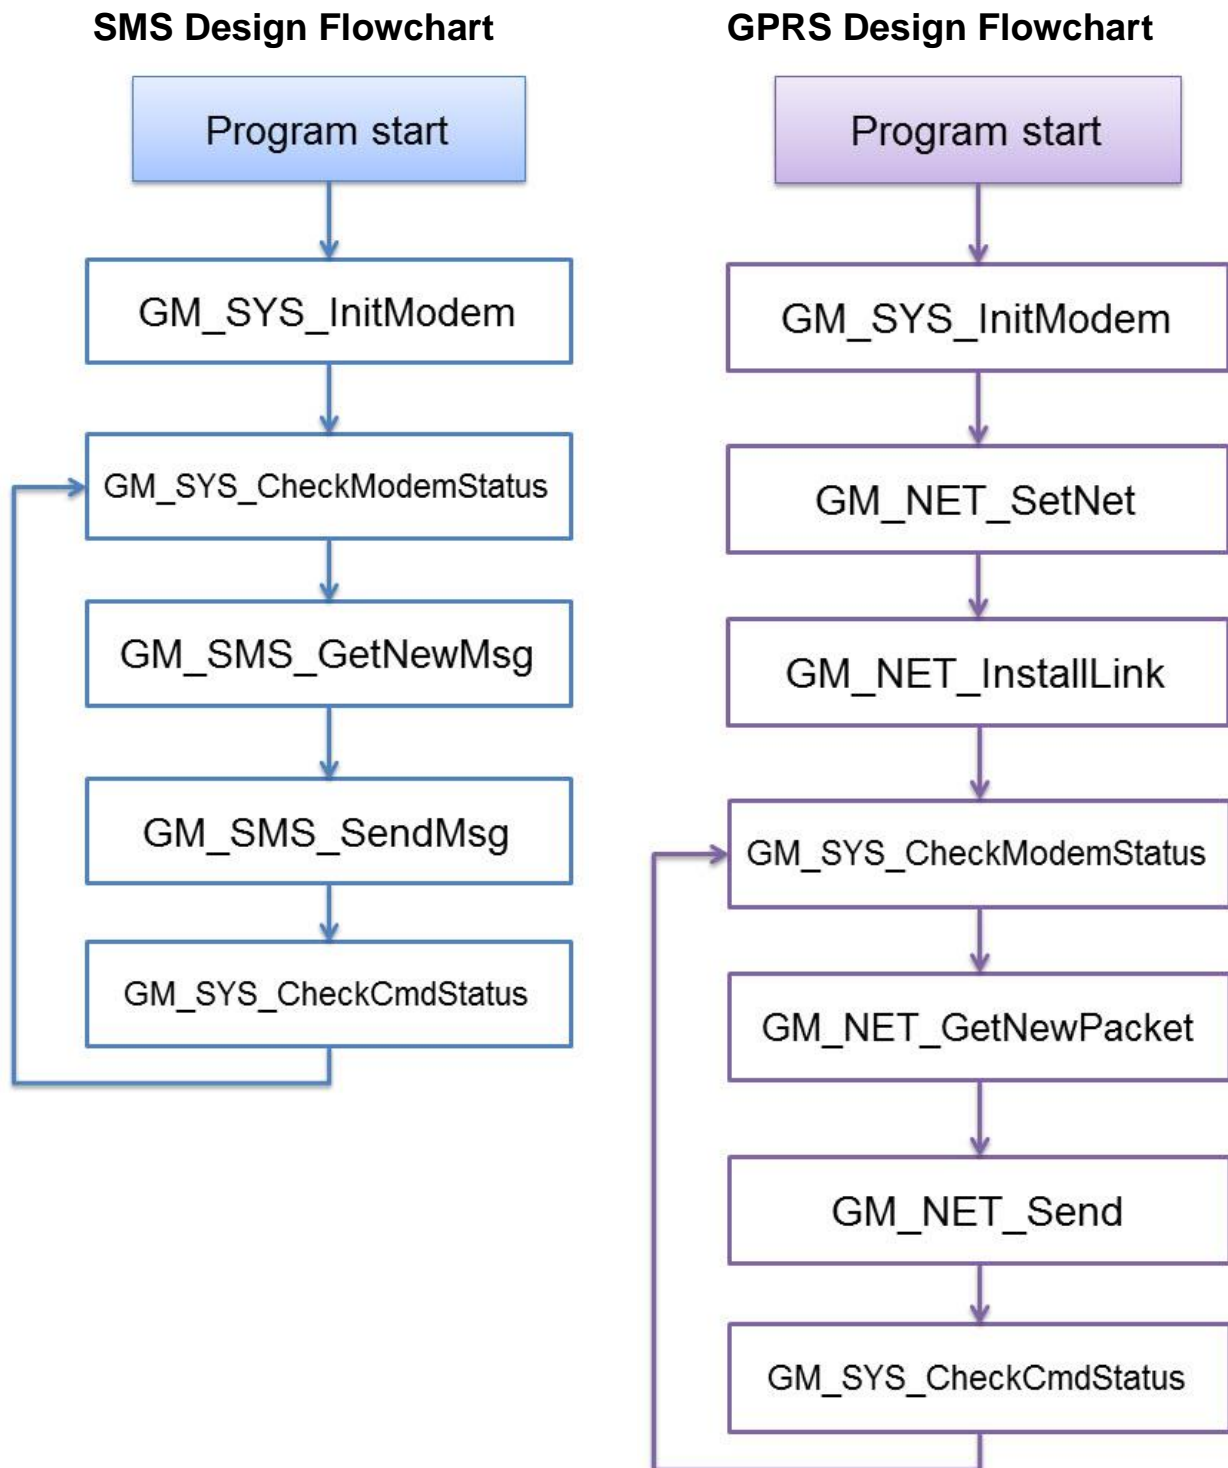 SMS Design Flowchart
Program start
GM_SYS_InitModem
GM_SYS_CheckModemStatus
GM_SMS_GetNewMsg
GM_SMS_SendMsg
GM_SYS_CheckCmdStatus
GPRS Design Flowchart
Program start
GM_SYS_InitModem
GM_NET_SetNet
GM_NET_InstallLink
GM_SYS_CheckModemStatus
GM_NET_GetNewPacket
GM_NET_Send
GM_SYS_CheckCmdStatus